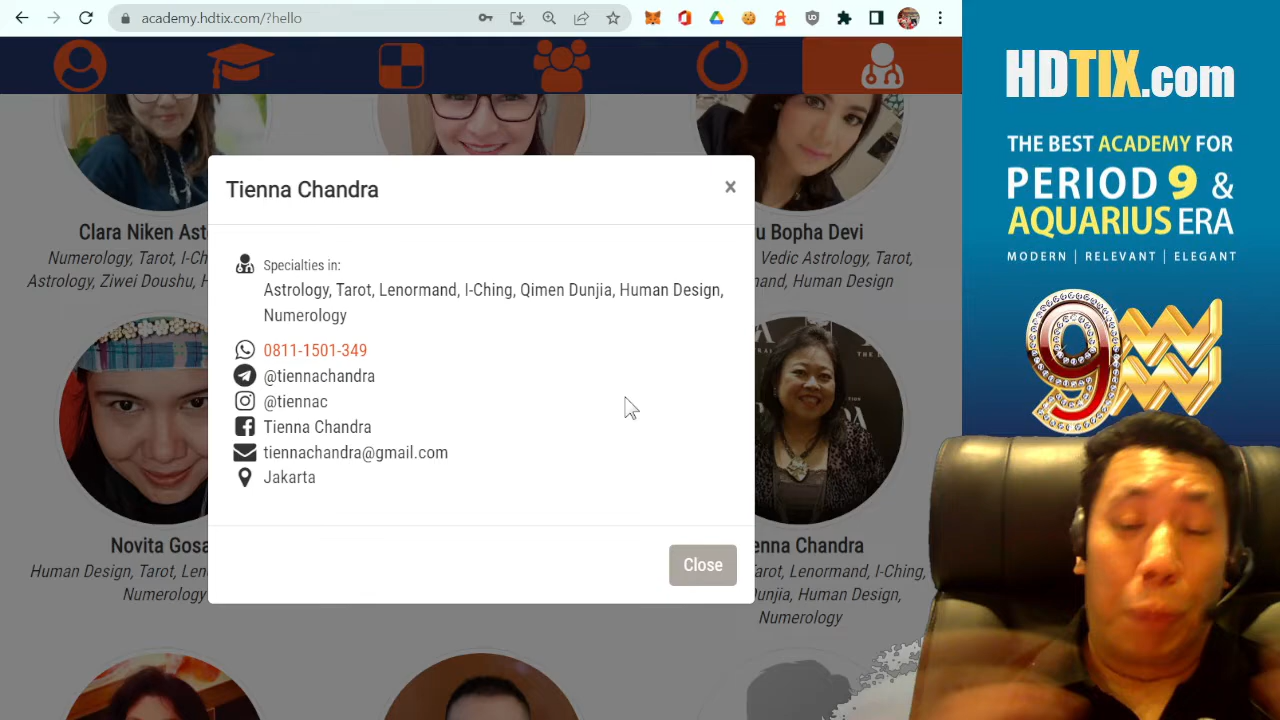 academy.hdtix.com/?hello
HDTIX.com
THE BEST ACADEMY FOR
PERIOD 9 &
AQUARIUS ERA
MODERN | RELEVANT | ELEGANT
9
Tienna Chandra
×
Specialties in:
Astrology, Tarot, Lenormand, I-Ching, Qimen Dunjia, Human Design,
Numerology
0811-1501-349
@tiennachandra
@tiennac
Tienna Chandra
tiennachandra@gmail.com
Jakarta
Close
Clara Niken Ast
Numerology, Tarot, I-Ch
Astrology, Ziwei Doushu, H
u Bopha Devi
Vedic Astrology, Tarot,
mand, Human Design
Novita Gosa
Human Design, Tarot, Len
Numerology
enna Chandra
Tarot, Lenormand, I-Ching,
Dunjia, Human Design,
Numerology